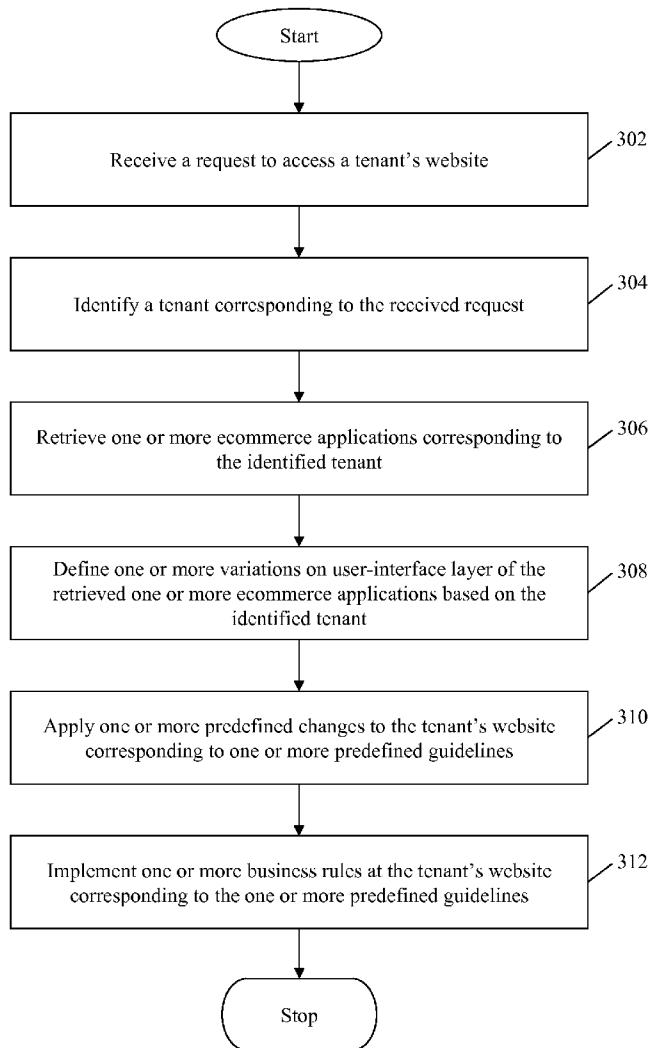 Start
Receive a request to access a tenant's website
302
Identify a tenant corresponding to the received request
304
Retrieve one or more ecommerce applications corresponding to
the identified tenant
306
Define one or more variations on user-interface layer of the
retrieved one or more ecommerce applications based on the
identified tenant
308
Apply one or more predefined changes to the tenant's website
corresponding to one or more predefined guidelines
310
Implement one or more business rules at the tenant's website
corresponding to the one or more predefined guidelines
312
Stop